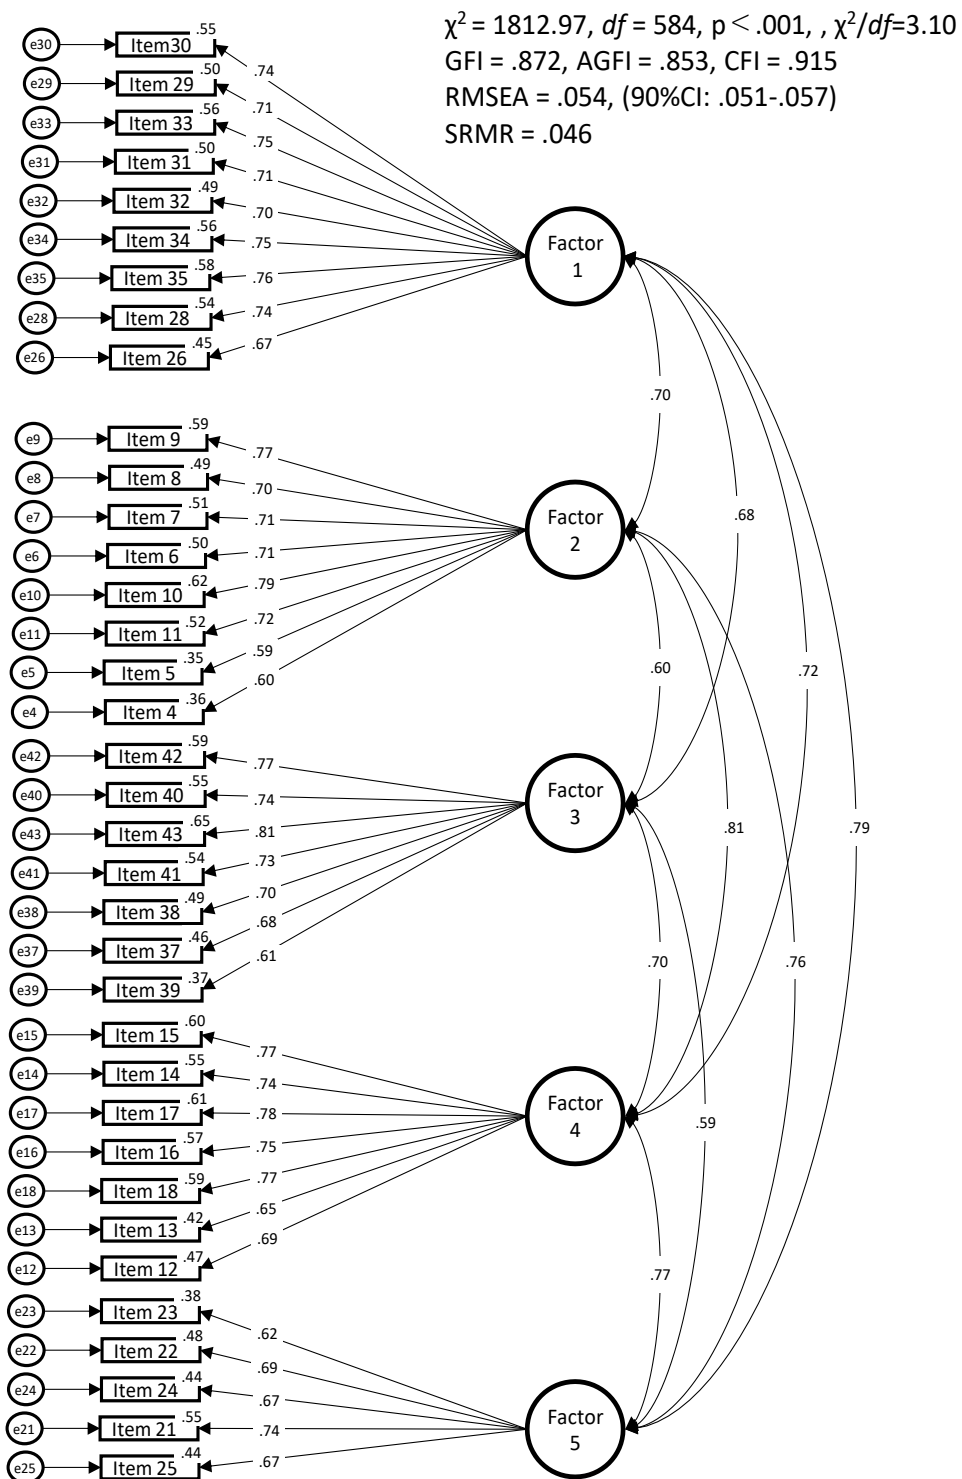 χ² = 1812.97, df = 584, p < .001, , χ²/df=3.10
GFI = .872, AGFI = .853, CFI = .915
RMSEA = .054, (90%CI: .051-.057)
SRMR = .046
e30 Item30 .55 .74
e29 Item 29 .50 .71
e33 Item 33 .56 .75
e31 Item 31 .50 .71
e32 Item 32 .49 .70
e34 Item 34 .56 .75
e35 Item 35 .58 .76
e28 Item 28 .54 .74
e26 Item 26 .45 .67
Factor
1
e9 Item 9 .59 .77
e8 Item 8 .49 .70
e7 Item 7 .51 .71
e6 Item 6 .50 .71
e10 Item 10 .62 .79
e11 Item 11 .52 .72
e5 Item 5 .35 .59
e4 Item 4 .36 .60
Factor
2
e42 Item 42 .59 .77
e40 Item 40 .55 .74
e43 Item 43 .65 .81
e41 Item 41 .54 .73
e38 Item 38 .49 .70
e37 Item 37 .46 .68
e39 Item 39 .37 .61
Factor
3
e15 Item 15 .60 .77
e14 Item 14 .55 .74
e17 Item 17 .61 .78
e16 Item 16 .57 .75
e18 Item 18 .59 .77
e13 Item 13 .42 .65
e12 Item 12 .47 .69
Factor
4
e23 Item 23 .38 .62
e22 Item 22 .48 .69
e24 Item 24 .44 .67
e21 Item 21 .55 .74
e25 Item 25 .44 .67
Factor
5
.70
.68
.60
.72
.81
.79
.70
.76
.59
.77